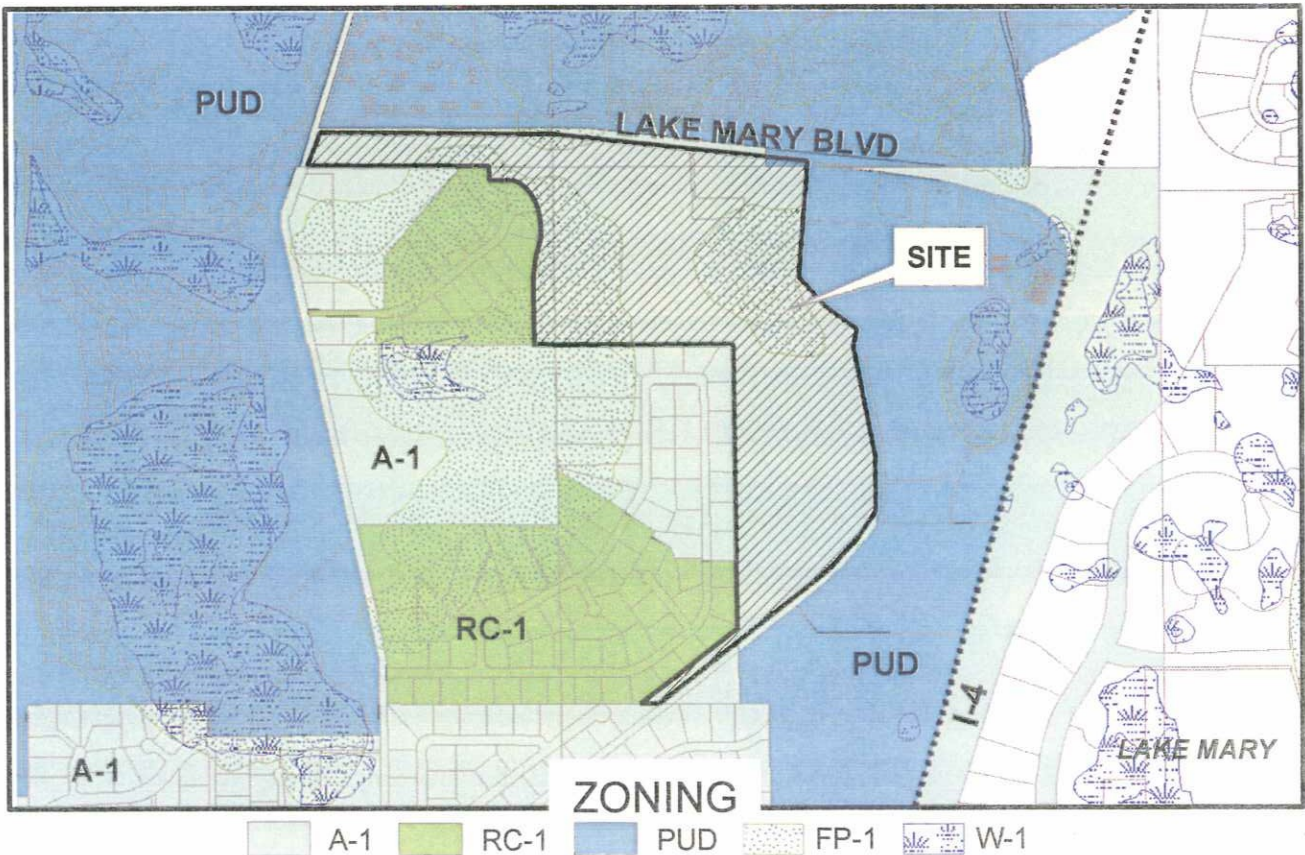 PUD
LAKE MARY BLVD
SITE
A-1
RC-1
PUD
I-4
LAKE MARY
A-1
ZONING
A-1 RC-1 PUD FP-1 W-1